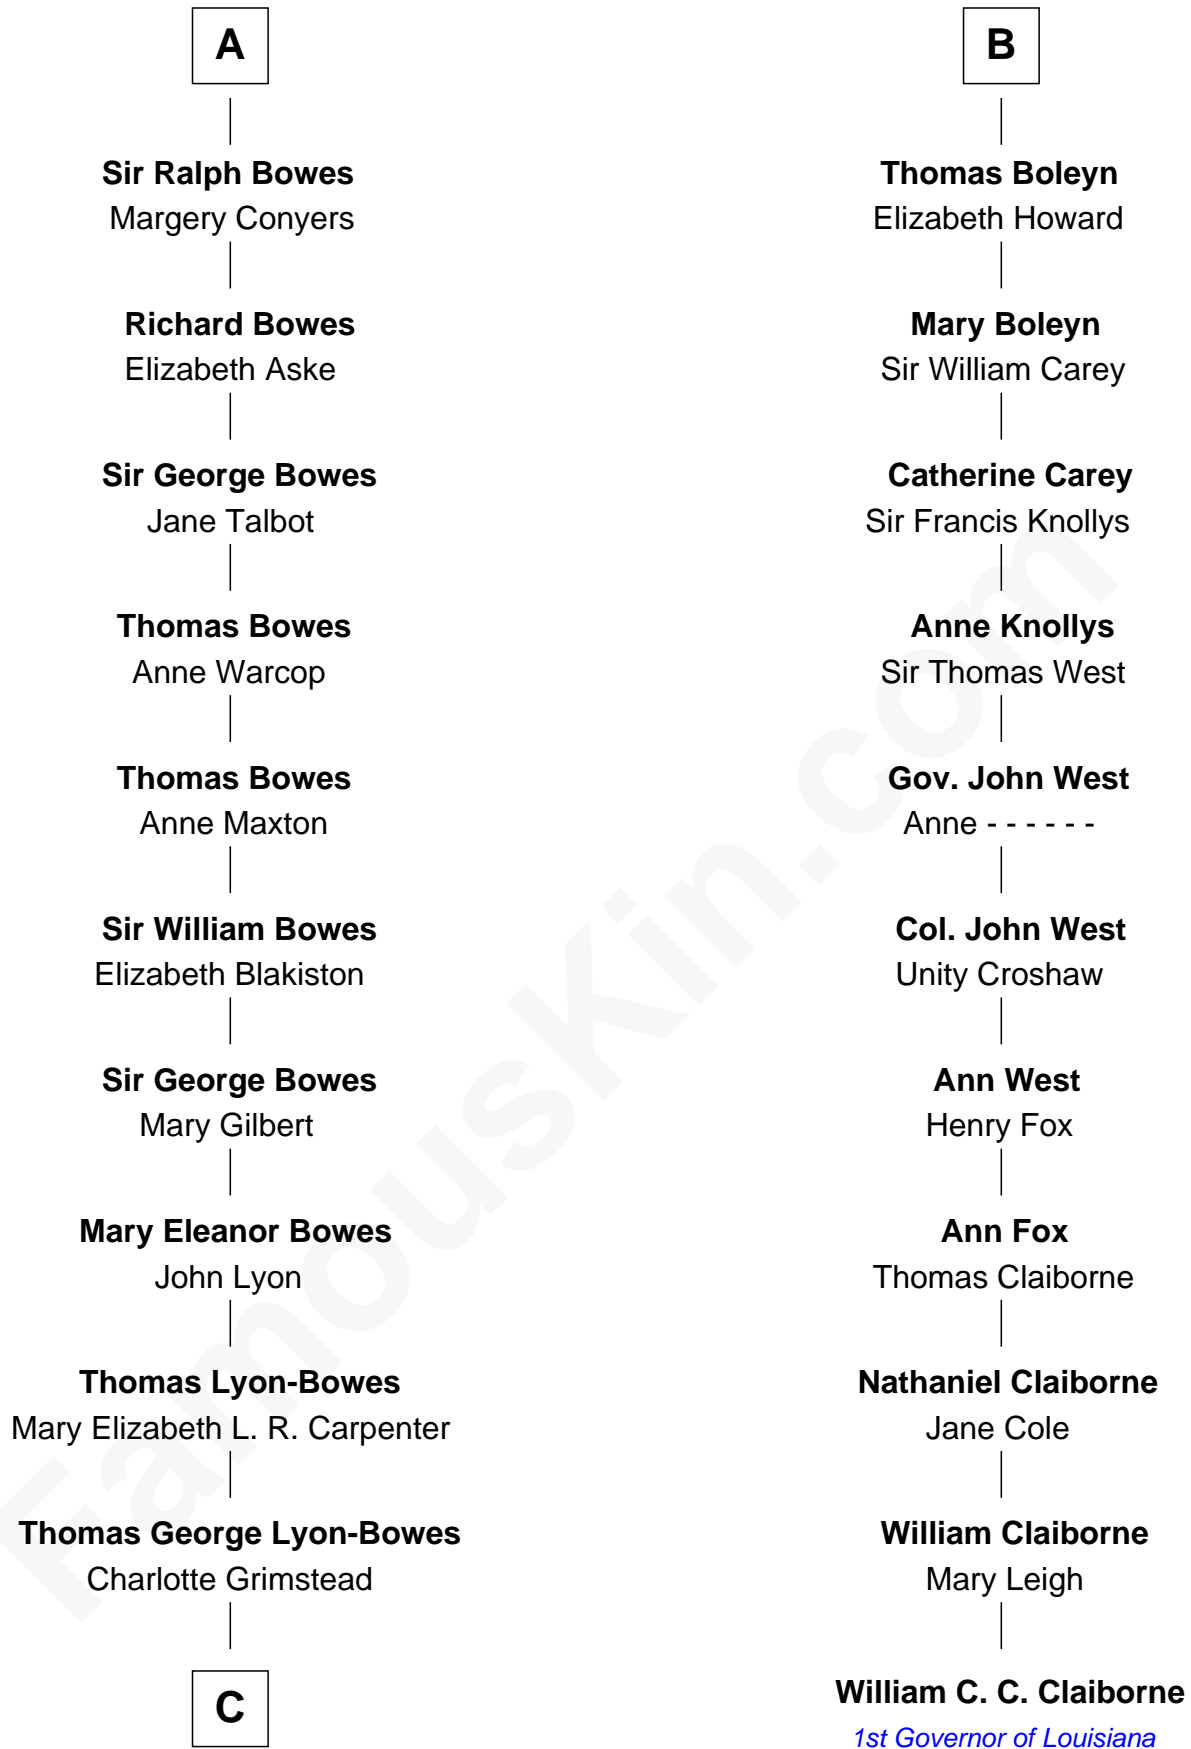 A
Sir Ralph Bowes
Margery Conyers
Richard Bowes
Elizabeth Aske
Sir George Bowes
Jane Talbot
Thomas Bowes
Anne Warcop
Thomas Bowes
Anne Maxton
Sir William Bowes
Elizabeth Blakiston
Sir George Bowes
Mary Gilbert
Mary Eleanor Bowes
John Lyon
Thomas Lyon-Bowes
Mary Elizabeth L. R. Carpenter
Thomas George Lyon-Bowes
Charlotte Grimstead
C
B
Thomas Boleyn
Elizabeth Howard
Mary Boleyn
Sir William Carey
Catherine Carey
Sir Francis Knollys
Anne Knollys
Sir Thomas West
Gov. John West
Anne - - - - - -
Col. John West
Unity Croshaw
Ann West
Henry Fox
Ann Fox
Thomas Claiborne
Nathaniel Claiborne
Jane Cole
William Claiborne
Mary Leigh
William C. C. Claiborne
1st Governor of Louisiana
FamousKin.com